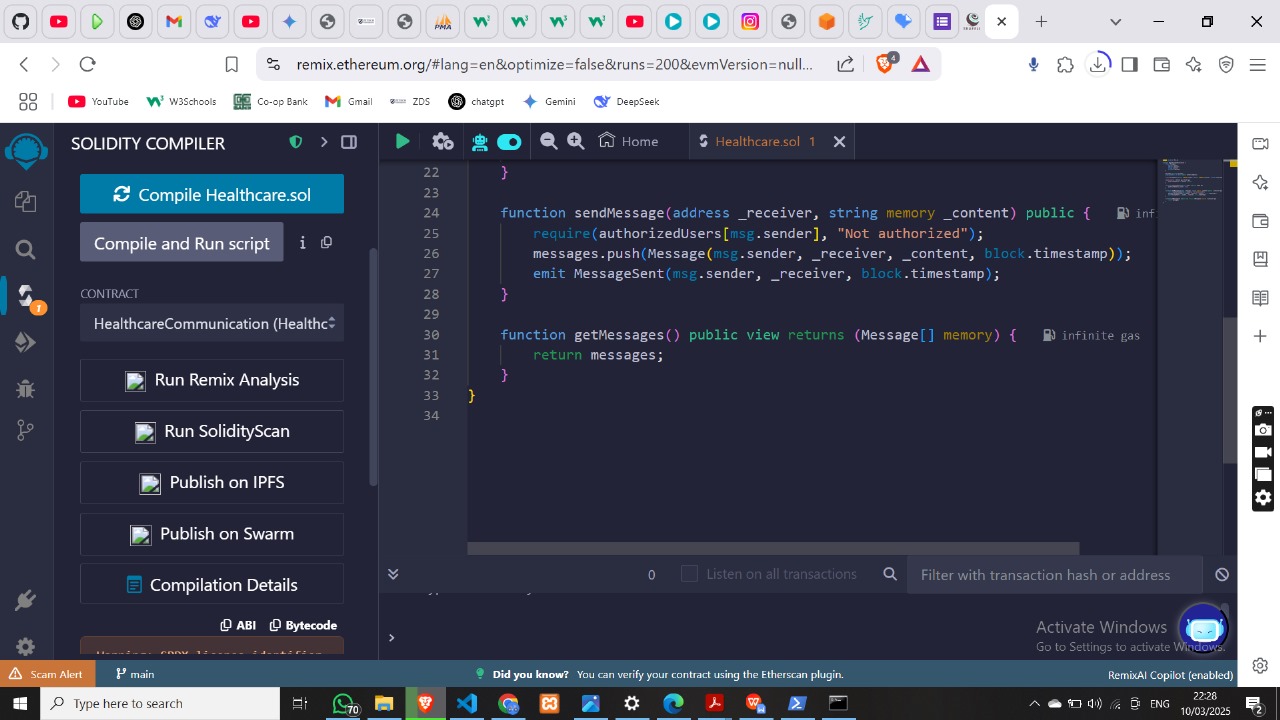 remix.ethereum.org/#lang=en&optimize=false&runs=200&evmVersion=null...
4
YouTube
W3Schools
Co-op Bank
Gmail
ZDS
chatgpt
Gemini
DeepSeek
SOLIDITY COMPILER
Home
Healthcare.sol 1
Compile Healthcare.sol
Compile and Run script
i
CONTRACT
HealthcareCommunication (Healthc
Run Remix Analysis
Run SolidityScan
Publish on IPFS
Publish on Swarm
Compilation Details
ABI
Bytecode
1
22 }
23
24 function sendMessage(address _receiver, string memory _content) public { inf
25 require(authorizedUsers[msg.sender], "Not authorized");
26 messages.push(Message(msg.sender, _receiver, _content, block.timestamp));
27 emit MessageSent(msg.sender, _receiver, block.timestamp);
28 }
29
30 function getMessages() public view returns (Message[] memory) { infinite gas
31 return messages;
32 }
33 }
34
0
Listen on all transactions
Filter with transaction hash or address
>
Activate Windows
Go to Settings to activate Windows.
Scam Alert
main
Did you know? You can verify your contract using the Etherscan plugin.
RemixAI Copilot (enabled)
Type here to search
70
ENG
22:28
10/03/2025
2